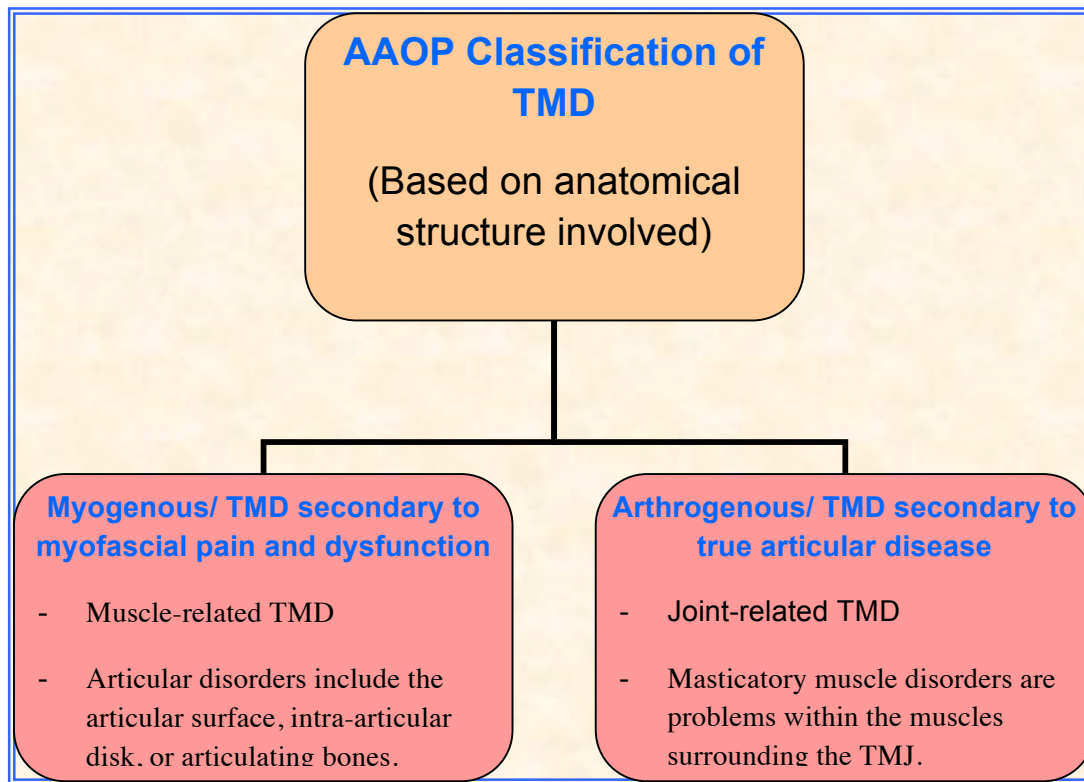 AAOP Classification of
TMD
(Based on anatomical
structure involved)
Myogenous/ TMD secondary to
myofascial pain and dysfunction
- Muscle-related TMD
- Articular disorders include the
articular surface, intra-articular
disk, or articulating bones.
Arthrogenous/ TMD secondary to
true articular disease
- Joint-related TMD
- Masticatory muscle disorders are
problems within the muscles
surrounding the TMJ.